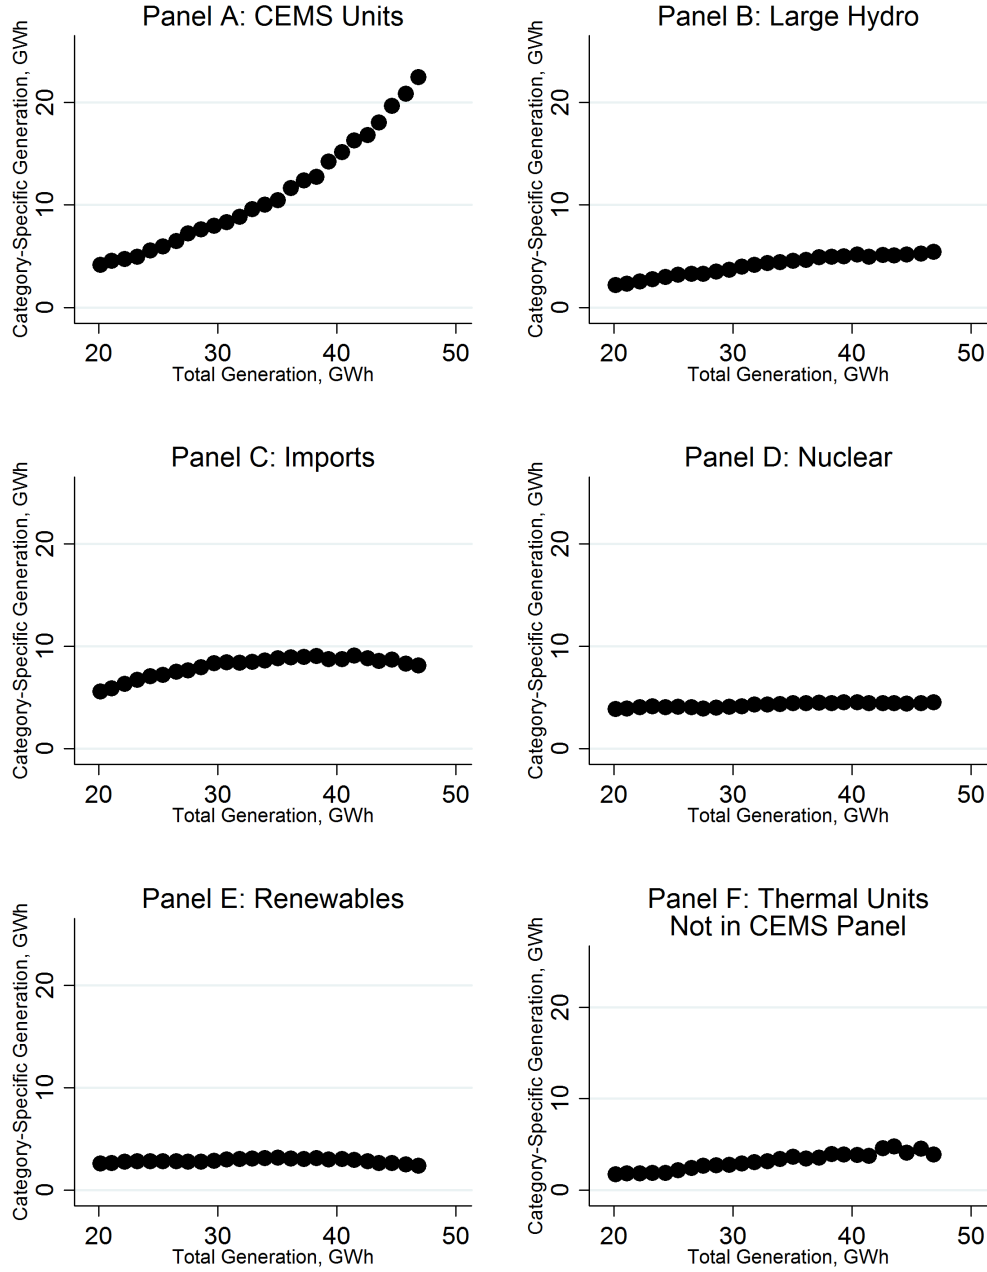 Panel A: CEMS Units
Category-Specific Generation, GWh
20
10
0
20 30 40 50
Total Generation, GWh
Panel B: Large Hydro
Category-Specific Generation, GWh
20
10
0
20 30 40 50
Total Generation, GWh
Panel C: Imports
Category-Specific Generation, GWh
20
10
0
20 30 40 50
Total Generation, GWh
Panel D: Nuclear
Category-Specific Generation, GWh
20
10
0
20 30 40 50
Total Generation, GWh
Panel E: Renewables
Category-Specific Generation, GWh
20
10
0
20 30 40 50
Total Generation, GWh
Panel F: Thermal Units
Not in CEMS Panel
Category-Specific Generation, GWh
20
10
0
20 30 40 50
Total Generation, GWh